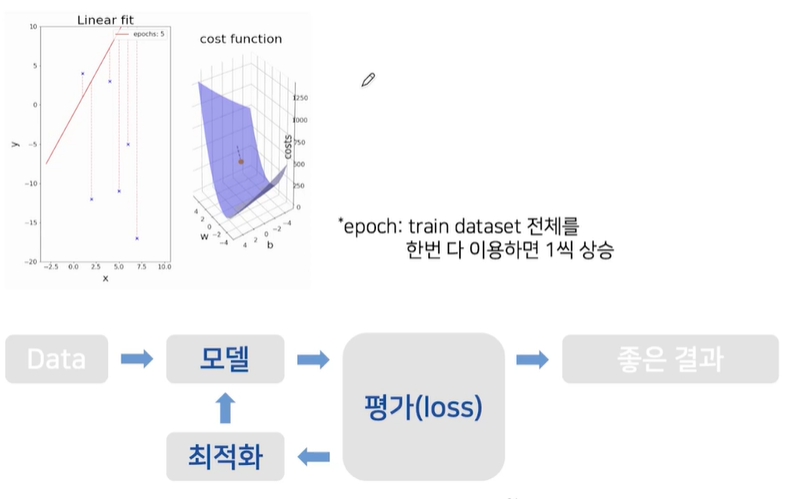 Linear fit
epochs: 5
10
5
0
−5
−10
−15
−20
y
−2.5 0.0 2.5 5.0 7.5 10.0
x
cost function
1250
1000
750
500
250
0
costs
4 2 0 −2 −4
w
4 2 0 −2 −4
b
*epoch: train dataset 전체를
한번 다 이용하면 1씩 상승
Data
모델
평가(loss)
좋은 결과
최적화